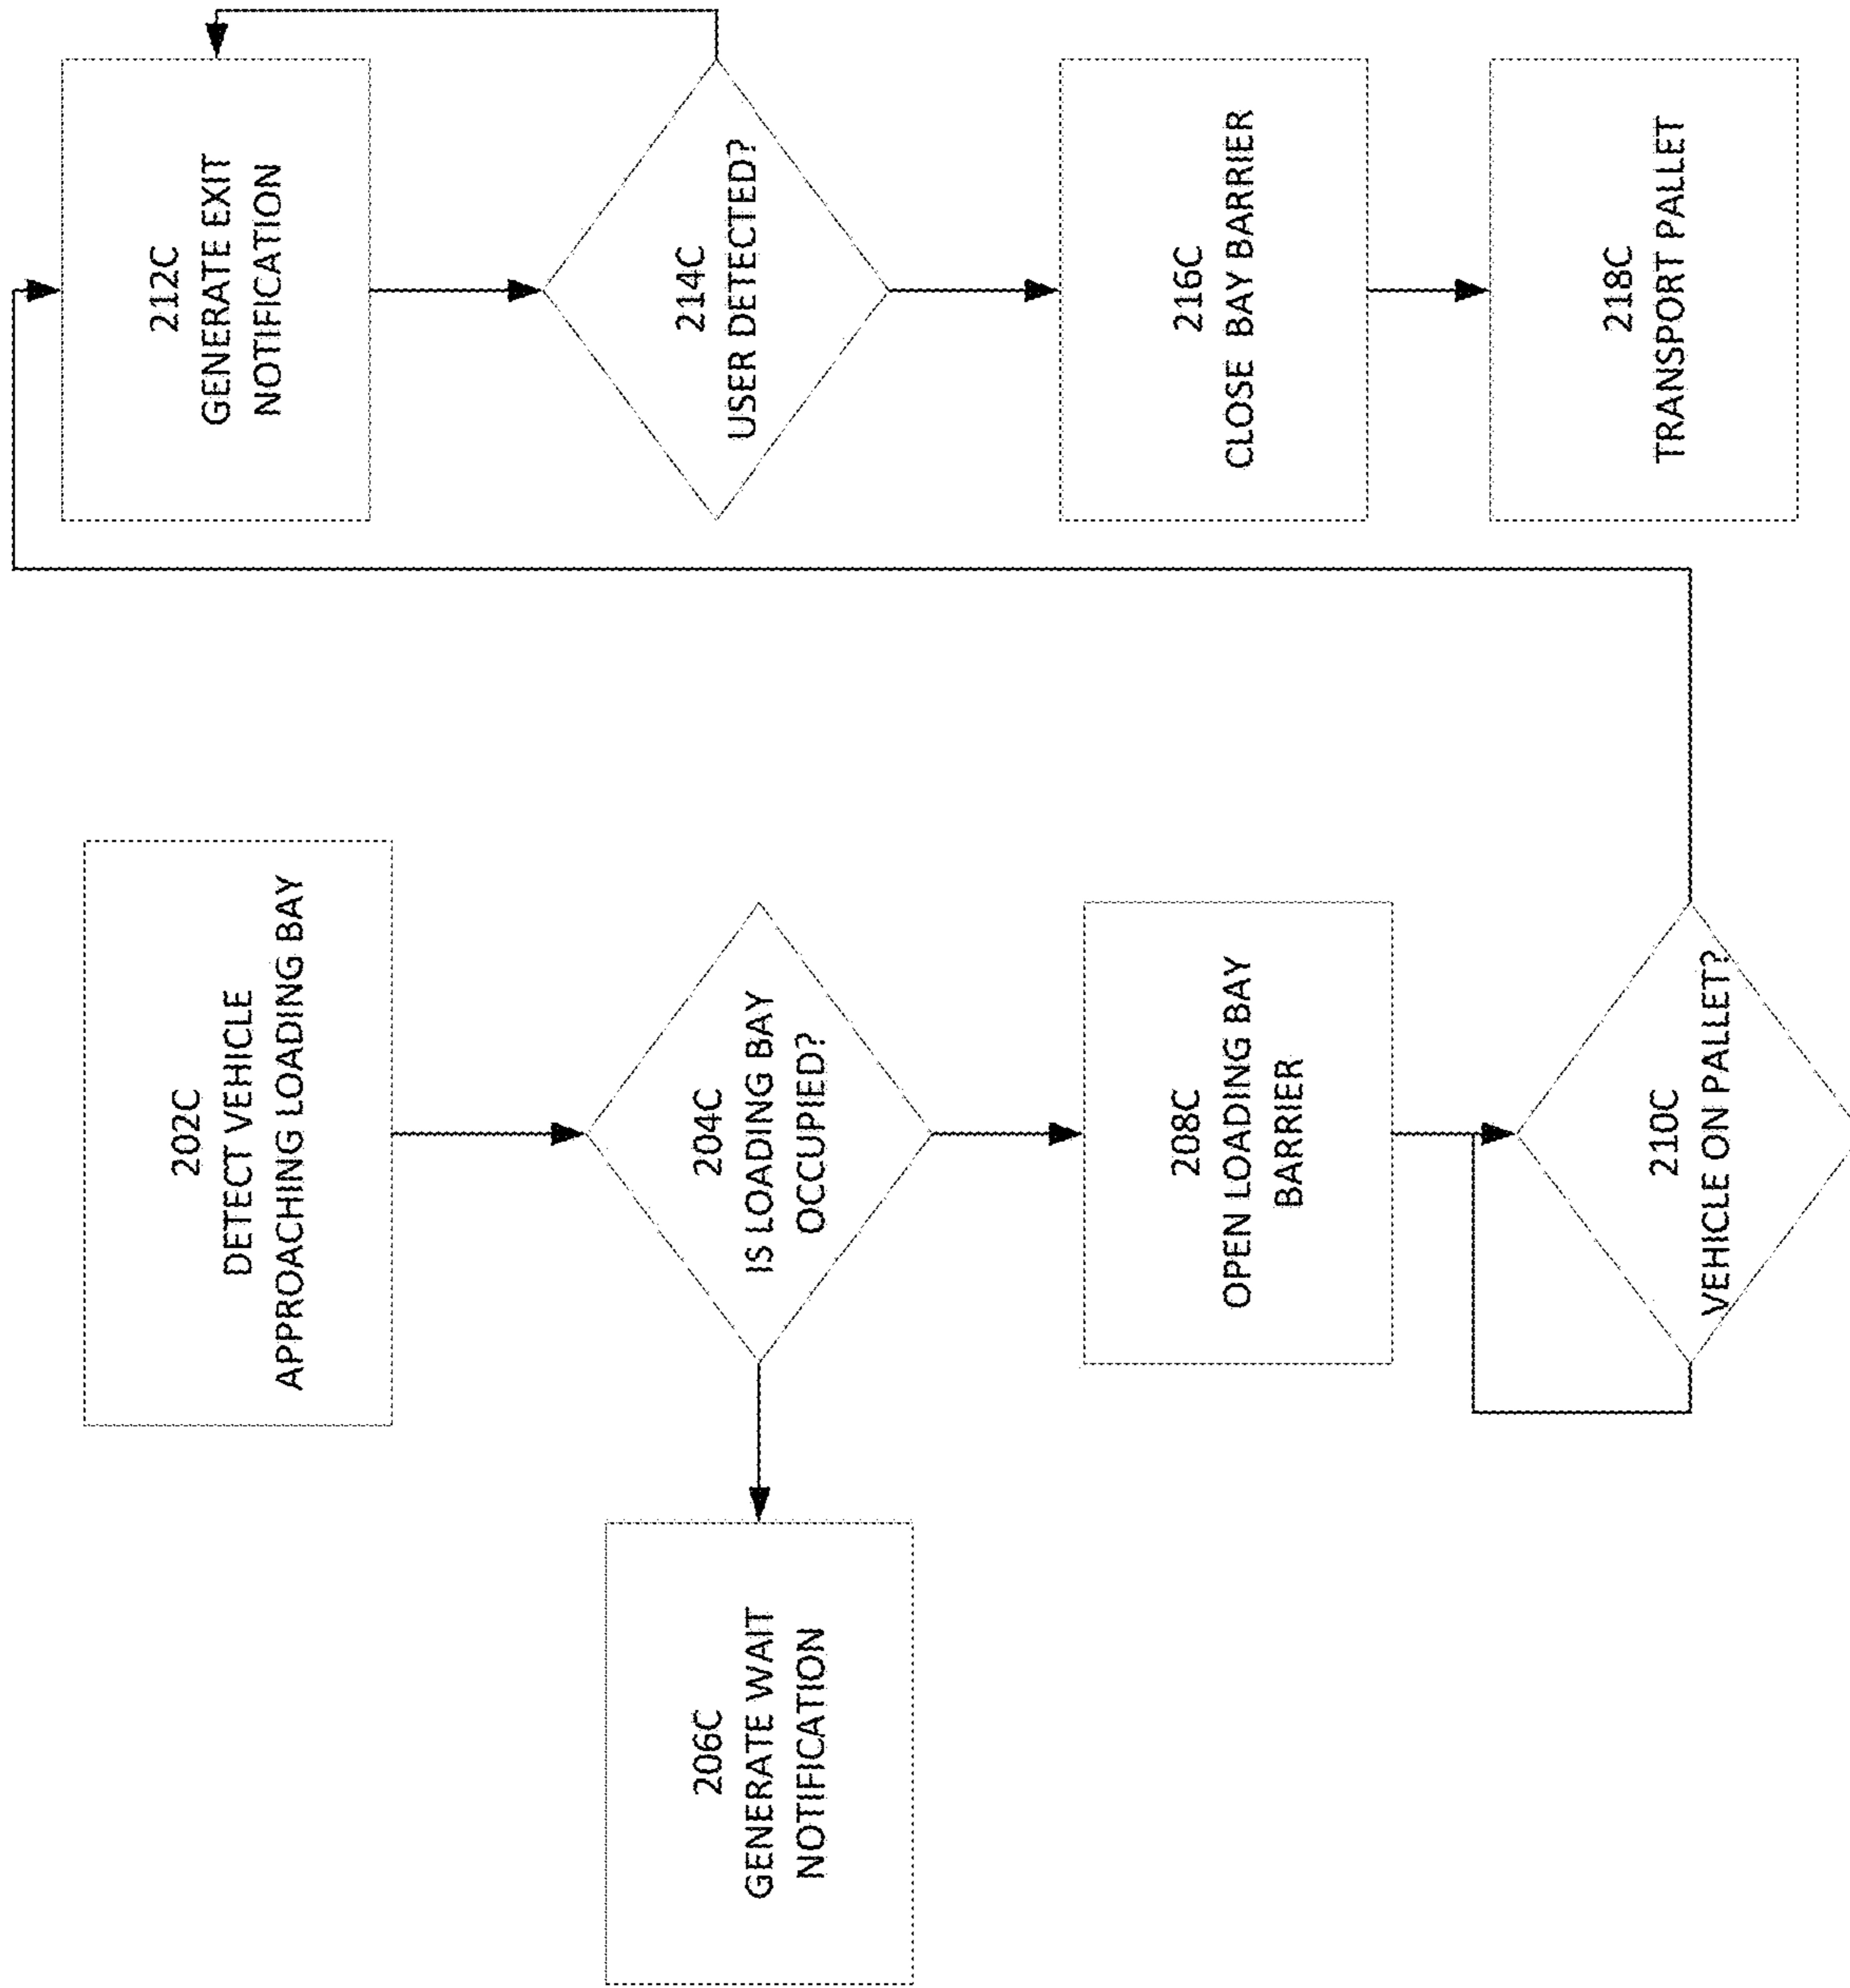 202C
DETECT VEHICLE
APPROACHING LOADING BAY
204C
IS LOADING BAY
OCCUPIED?
206C
GENERATE WAIT
NOTIFICATION
208C
OPEN LOADING BAY
BARRIER
210C
VEHICLE ON PALLET?
212C
GENERATE EXIT
NOTIFICATION
214C
USER DETECTED?
216C
CLOSE BAY BARRIER
218C
TRANSPORT PALLET